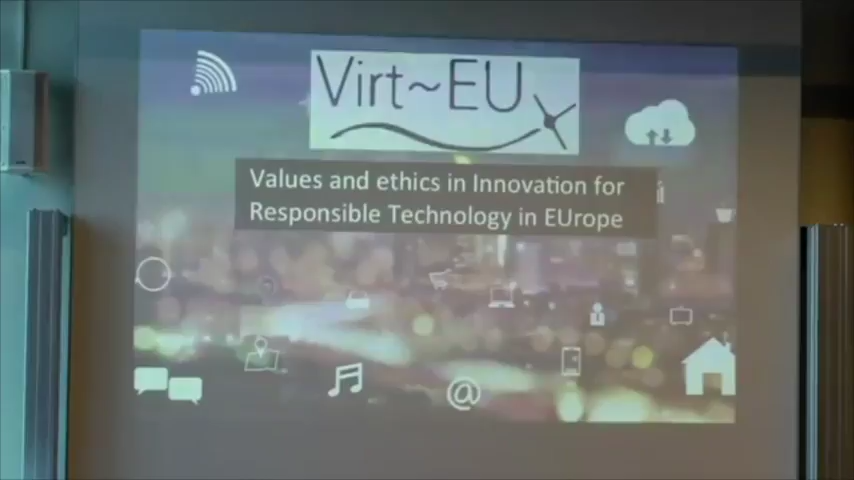 Virt~EU
Values and ethics in Innovation for
Responsible Technology in EUrope
@